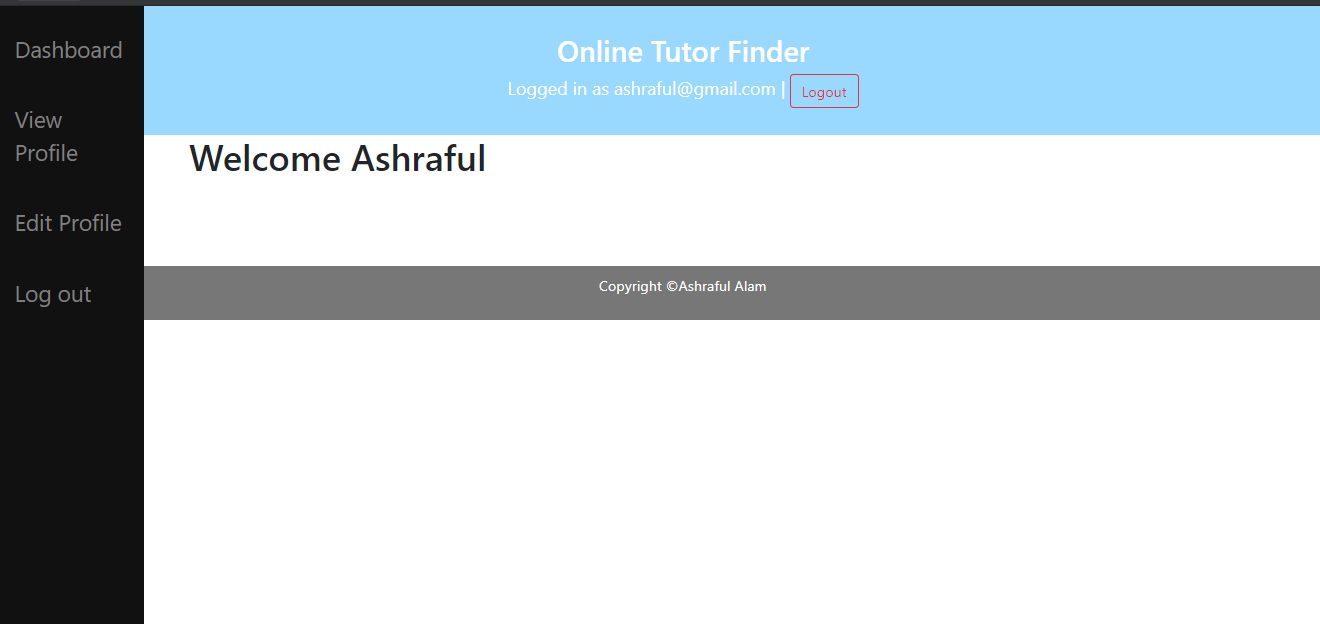 Dashboard
View
Profile
Edit Profile
Log out
Online Tutor Finder
Logged in as ashraful@gmail.com | Logout
Welcome Ashraful
Copyright ©Ashraful Alam